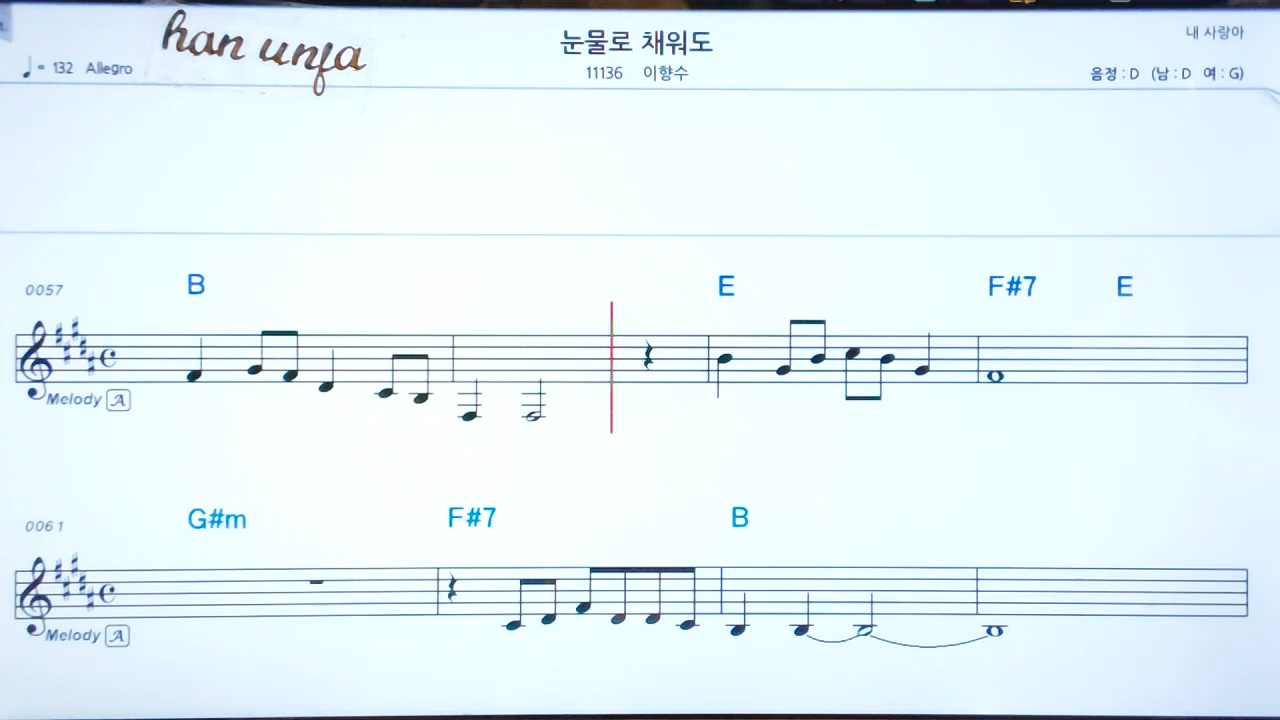 han unfa
눈물로 채워도
내 사랑아
♩= 132 Allegro
11136 이향수
음정 : D (남 : D 여 : G)
0057 B E F#7 E
Melody A
0061 G#m F#7 B
Melody A